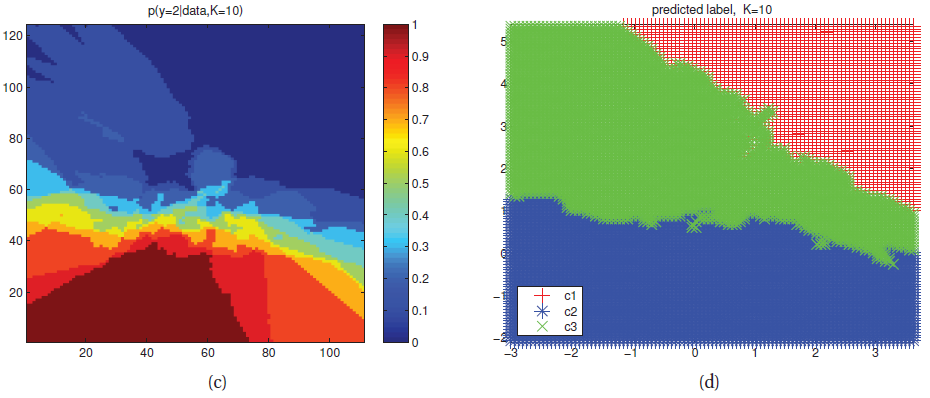 p(y=2|data,K=10)
120
100
80
60
40
20
20 40 60 80 100
1
0.9
0.8
0.7
0.6
0.5
0.4
0.3
0.2
0.1
0
(c)
predicted label, K=10
5
4
3
2
1
0
−1
−2
−3 −2 −1 0 1 2 3
c1
c2
c3
(d)